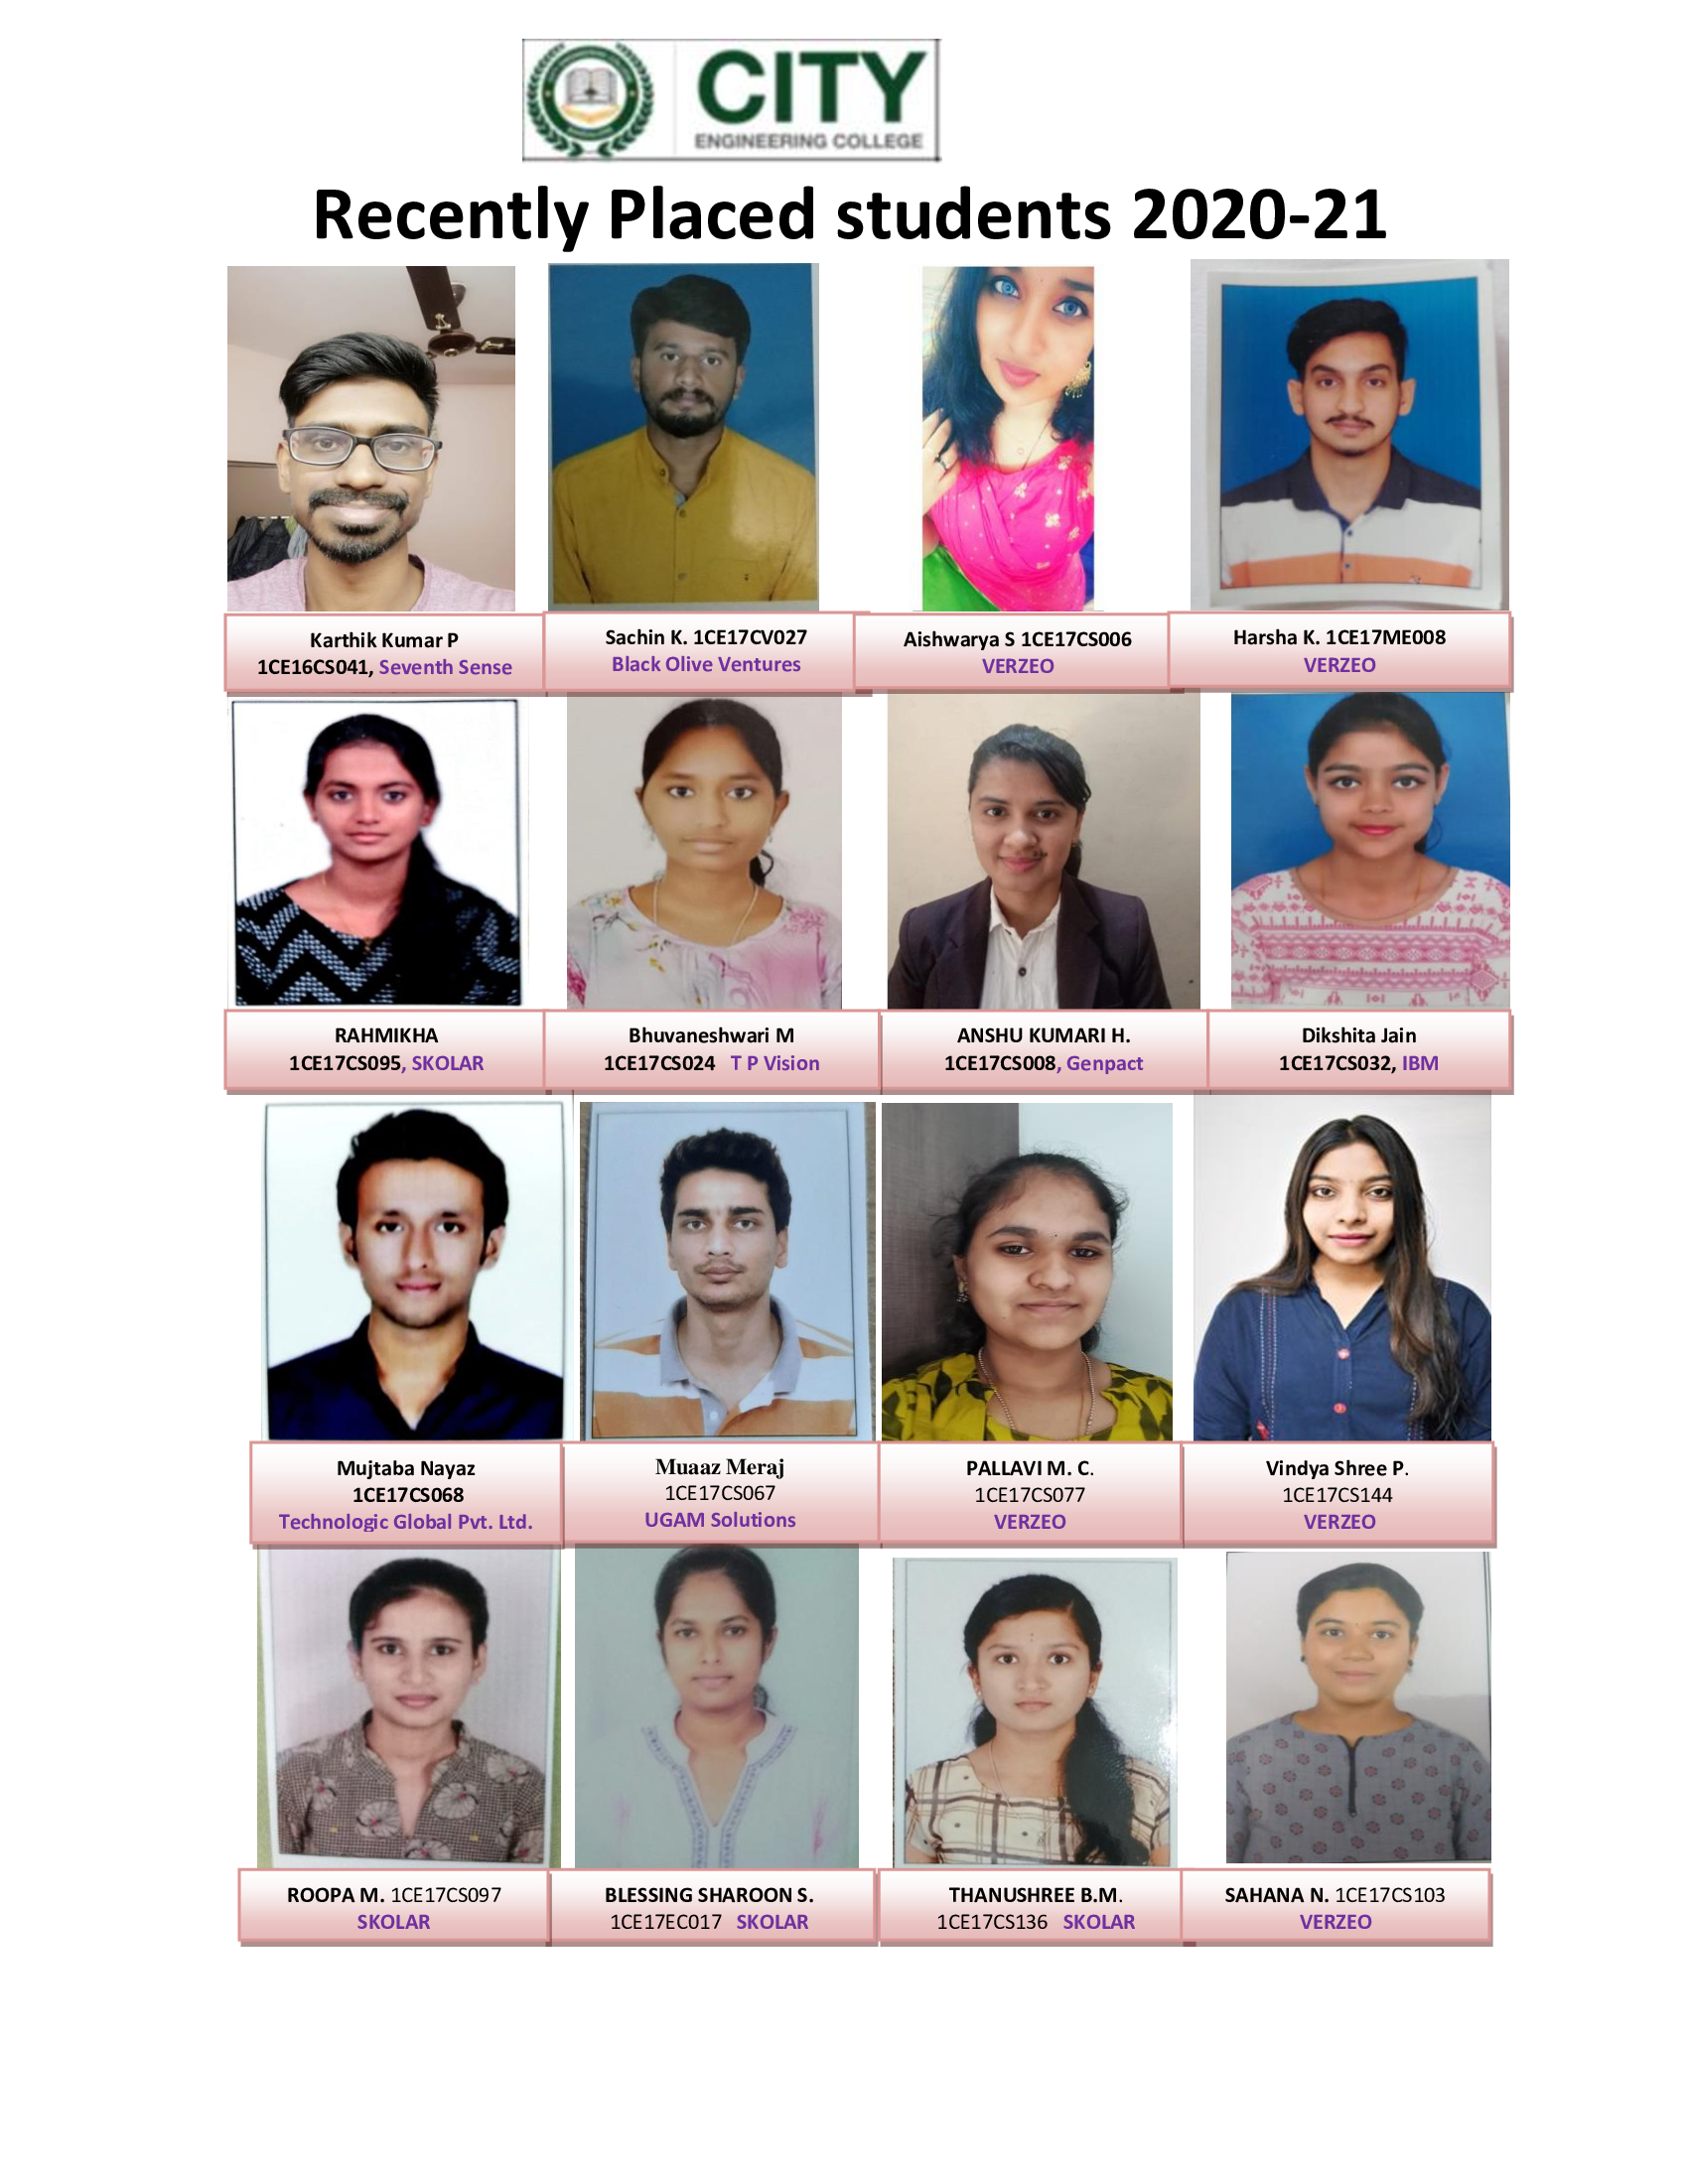 CITY
ENGINEERING COLLEGE
Recently Placed students 2020-21
Karthik Kumar P
1CE16CS041, Seventh Sense
Sachin K. 1CE17CV027
Black Olive Ventures
Aishwarya S 1CE17CS006
VERZEO
Harsha K. 1CE17ME008
VERZEO
RAHMIKHA
1CE17CS095, SKOLAR
Bhuvaneshwari M
1CE17CS024 T P Vision
ANSHU KUMARI H.
1CE17CS008, Genpact
Dikshita Jain
1CE17CS032, IBM
Mujtaba Nayaz
1CE17CS068
Technologic Global Pvt. Ltd.
Muaaz Meraj
1CE17CS067
UGAM Solutions
PALLAVI M. C.
1CE17CS077
VERZEO
Vindya Shree P.
1CE17CS144
VERZEO
ROOPA M. 1CE17CS097
SKOLAR
BLESSING SHAROON S.
1CE17EC017 SKOLAR
THANUSHREE B.M.
1CE17CS136 SKOLAR
SAHANA N. 1CE17CS103
VERZEO